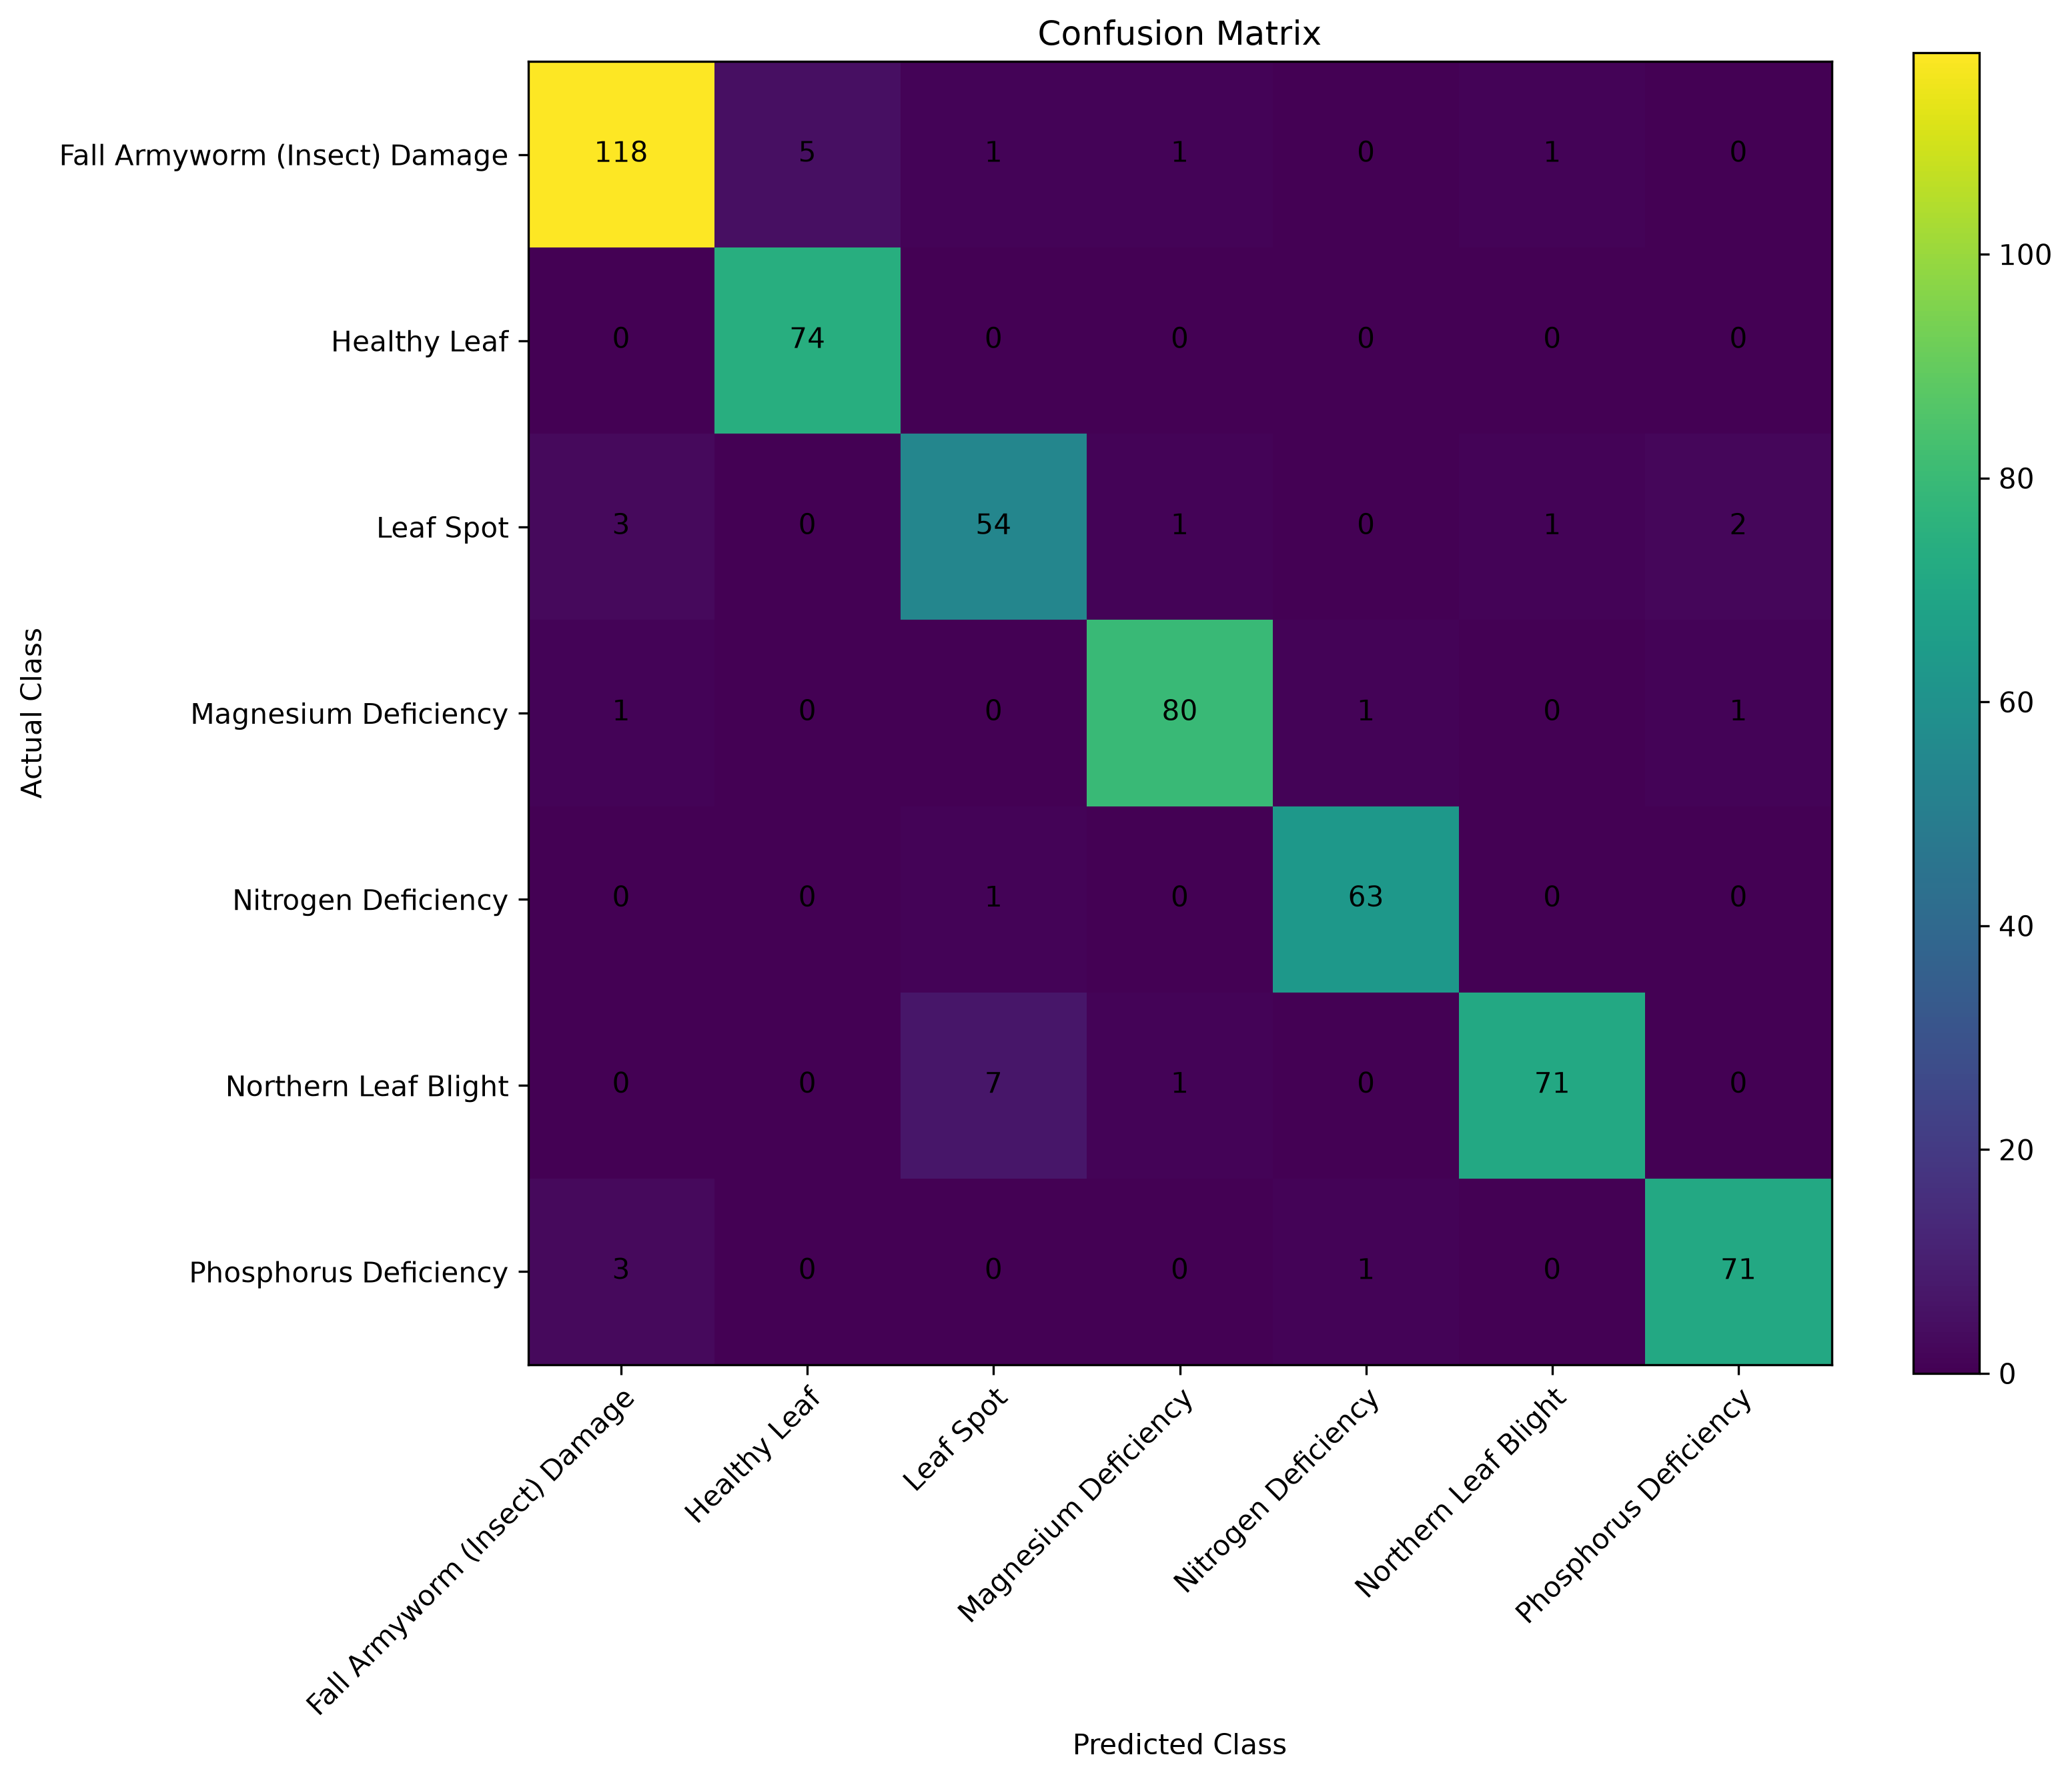 Confusion Matrix
Fall Armyworm (Insect) Damage 118 5 1 1 0 1 0
Healthy Leaf 0 74 0 0 0 0 0
Leaf Spot 3 0 54 1 0 1 2
Magnesium Deficiency 1 0 0 80 1 0 1
Nitrogen Deficiency 0 0 1 0 63 0 0
Northern Leaf Blight 0 0 7 1 0 71 0
Phosphorus Deficiency 3 0 0 0 1 0 71
Actual Class
Fall Armyworm (Insect) Damage
Healthy Leaf
Leaf Spot
Magnesium Deficiency
Nitrogen Deficiency
Northern Leaf Blight
Phosphorus Deficiency
Predicted Class
100
80
60
40
20
0